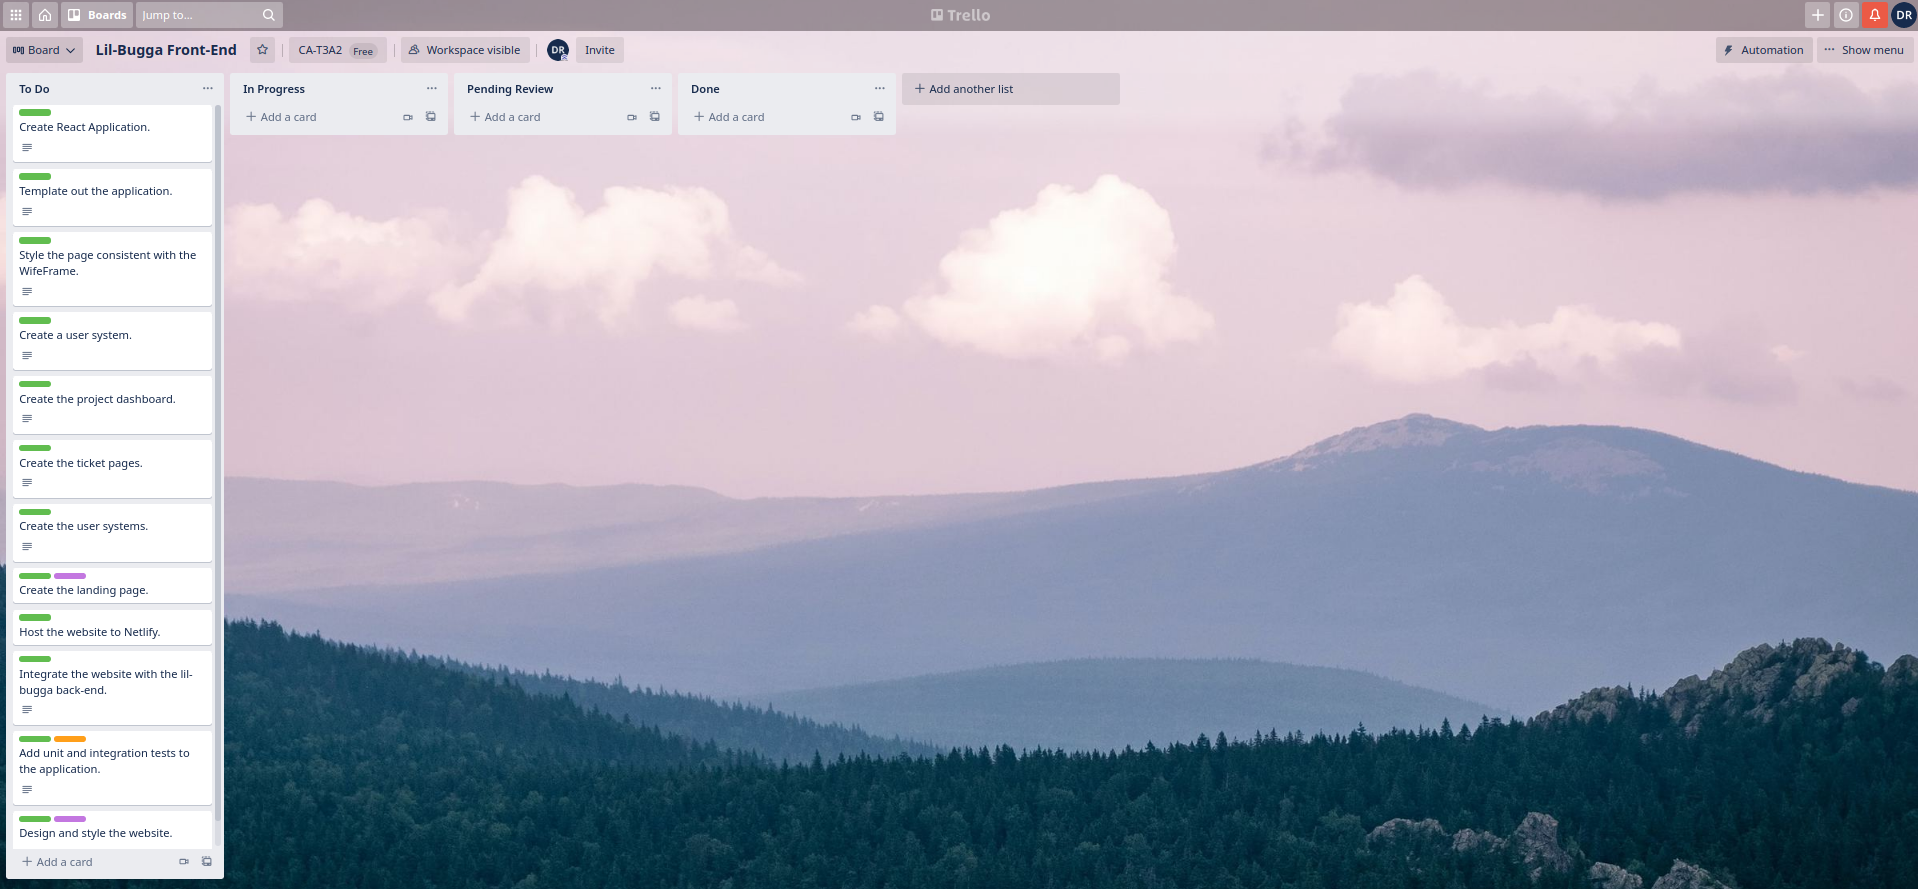 Boards
Jump to...
Trello
DR
Board
Lil-Bugga Front-End
CA-T3A2 Free
Workspace visible
DR
Invite
Automation
Show menu
To Do
Create React Application.
Template out the application.
Style the page consistent with the
WifeFrame.
Create a user system.
Create the project dashboard.
Create the ticket pages.
Create the user systems.
Create the landing page.
Host the website to Netlify.
Integrate the website with the lil-
bugga back-end.
Add unit and integration tests to
the application.
Design and style the website.
+ Add a card
In Progress
+ Add a card
Pending Review
+ Add a card
Done
+ Add a card
+ Add another list